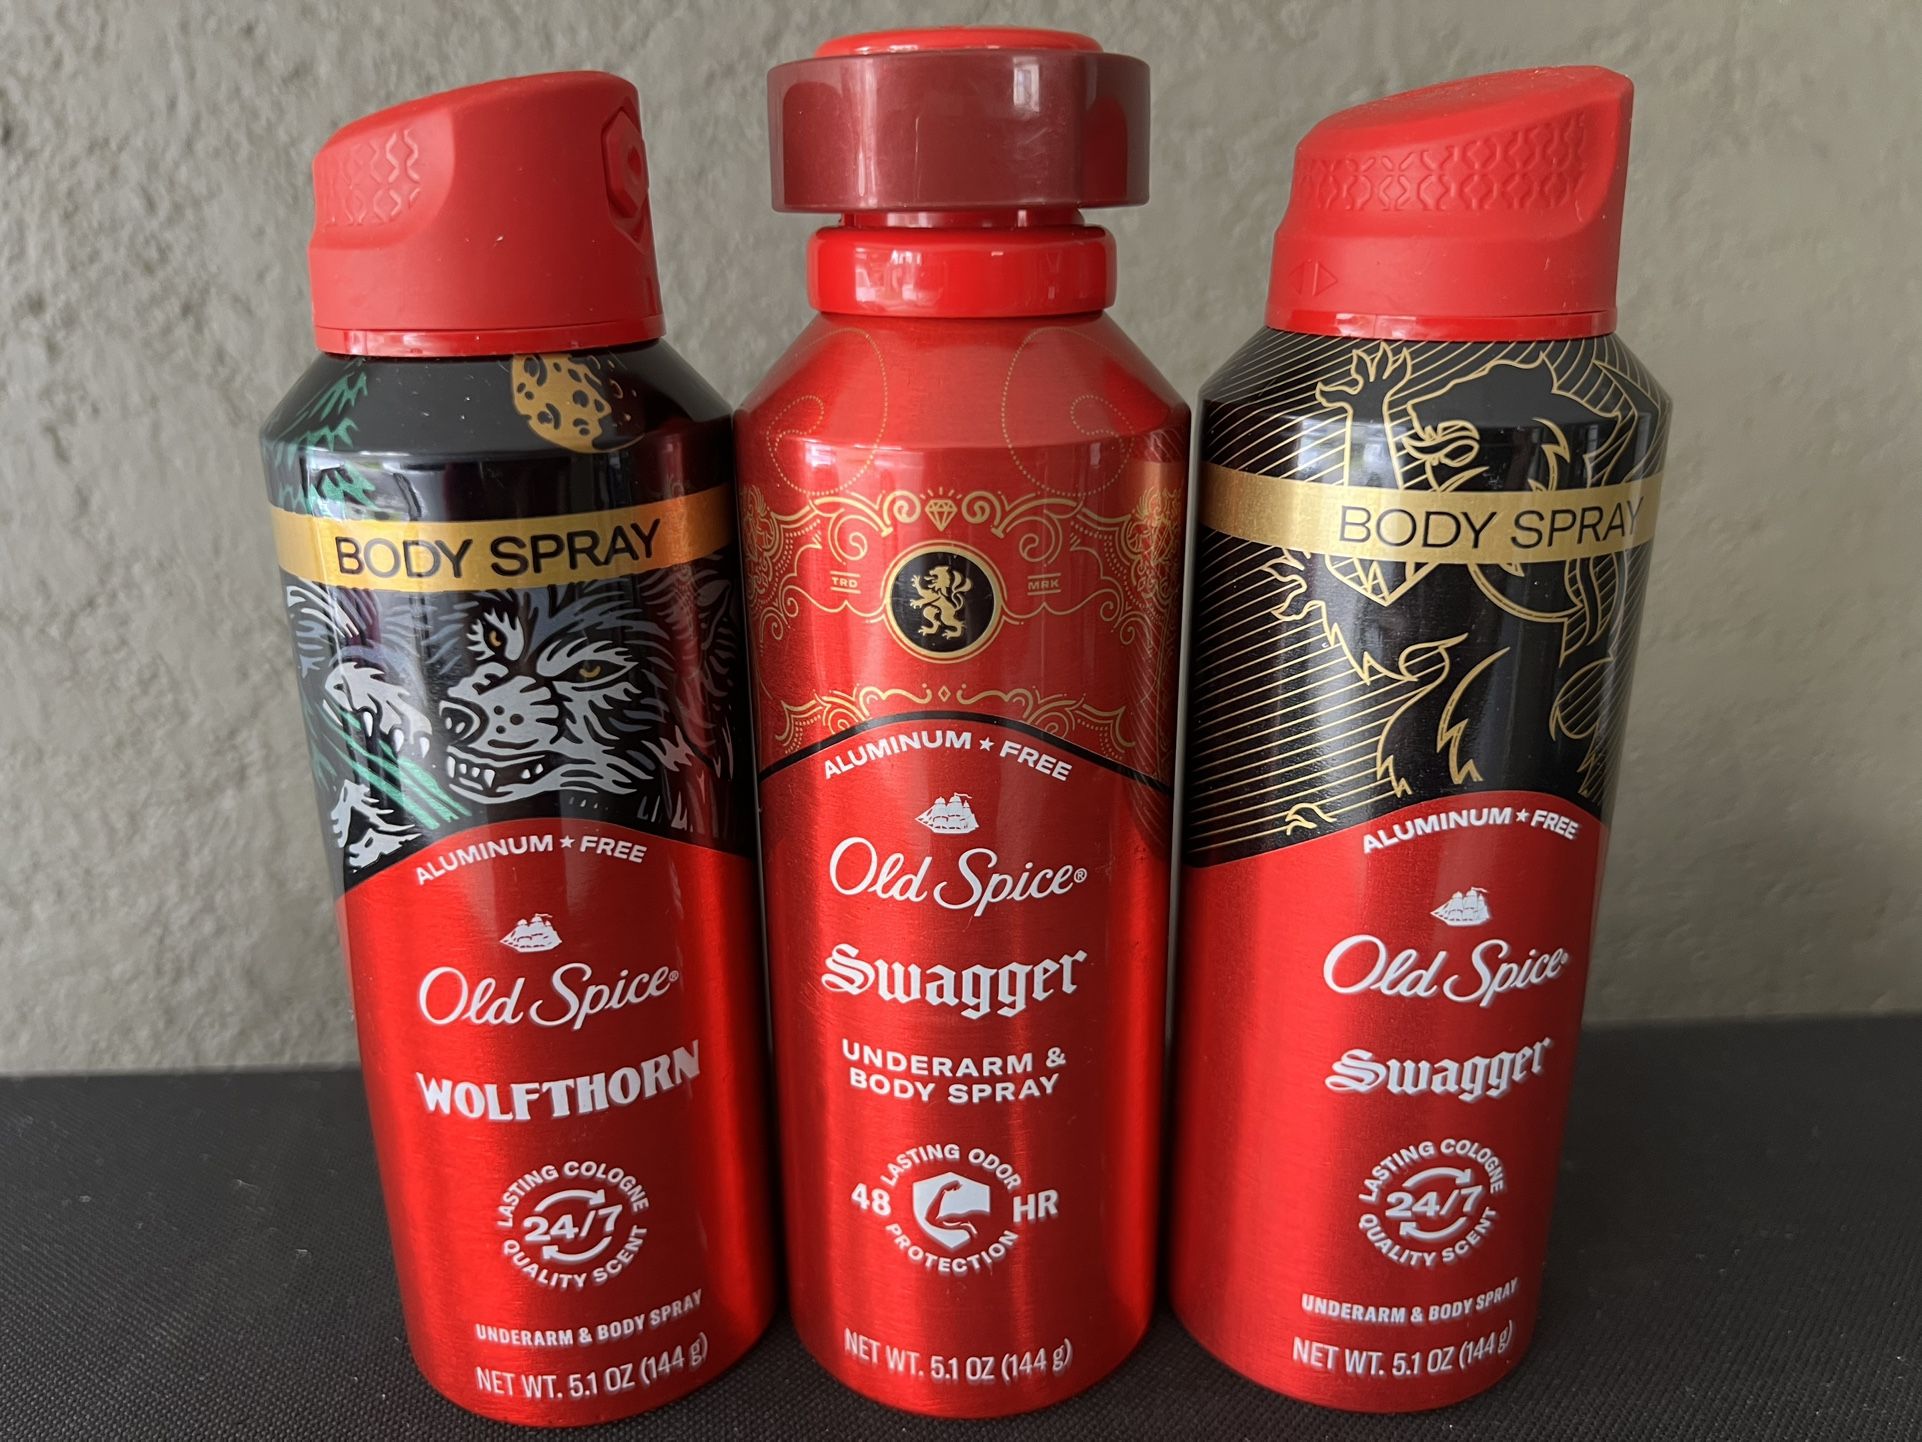 BODY SPRAY
ALUMINUM ★ FREE
Old Spice®
WOLFTHORN
LASTING COLOGNE
24/7
QUALITY SCENT
UNDERARM & BODY SPRAY
NET WT. 5.1 OZ (144 g)
TRD MRK
ALUMINUM ★ FREE
Old Spice®
Swagger
UNDERARM &
BODY SPRAY
LASTING ODOR
48 HR
PROTECTION
NET WT. 5.1 OZ (144 g)
BODY SPRAY
ALUMINUM ★ FREE
Old Spice®
Swagger
LASTING COLOGNE
24/7
QUALITY SCENT
UNDERARM & BODY SPRAY
NET WT. 5.1 OZ (144 g)